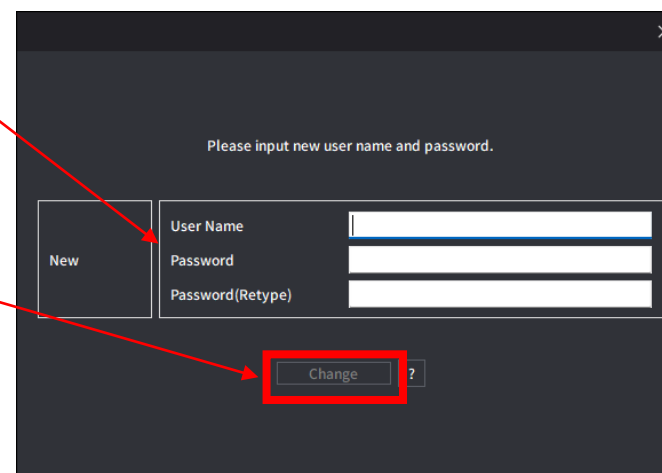 Please input new user name and password.
User Name
New
Password
Password(Retype)
Change
?